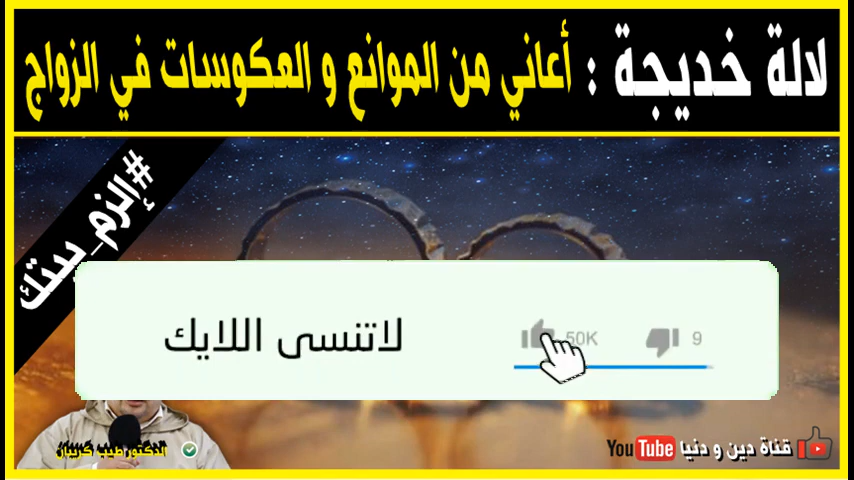 لالة خديجة : أعاني من الموانع و العكوسات في الزواج
#إلزم_بيتك
لاتنسى اللايك
50K
9
الدكتور طيب كريبان
قناة دين و دنيا YouTube